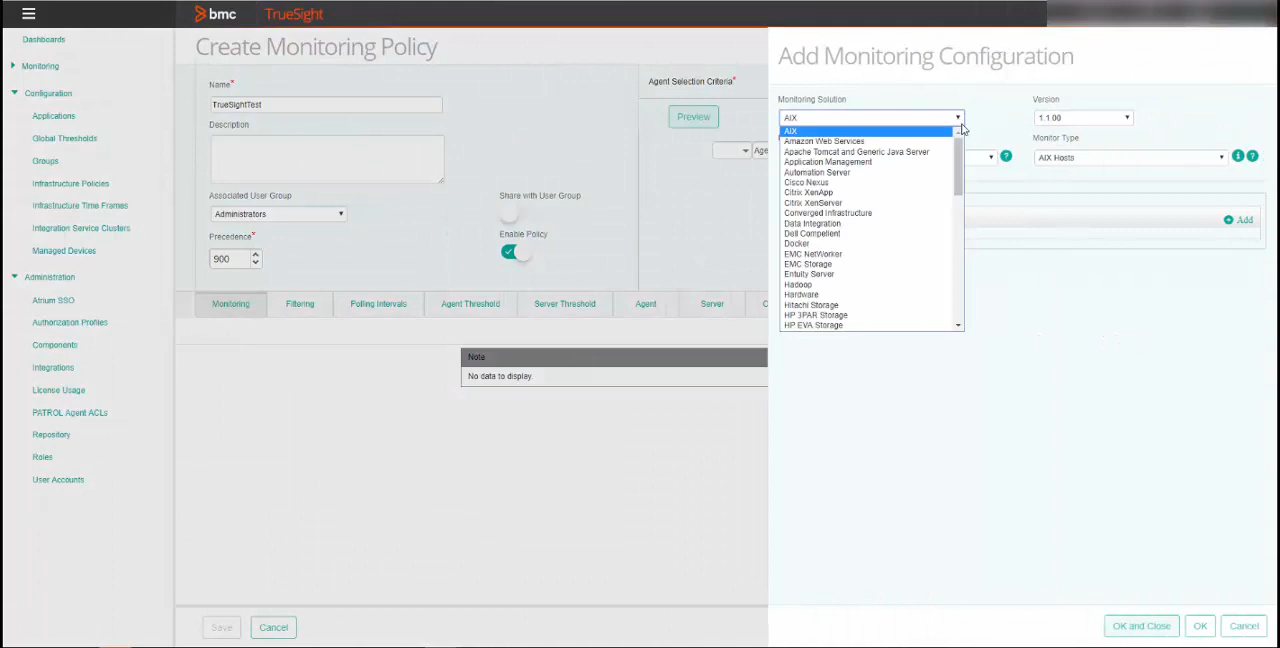 bmc TrueSight
Dashboards
Monitoring
Configuration
Applications
Global Thresholds
Groups
Infrastructure Policies
Infrastructure Time Frames
Integration Service Clusters
Managed Devices
Administration
Atrium SSO
Authorization Profiles
Components
Integrations
License Usage
PATROL Agent ACLs
Repository
Roles
User Accounts
Create Monitoring Policy
Name*
TrueSightTest
Description
Associated User Group
Administrators
Share with User Group
Precedence*
900
Enable Policy
Agent Selection Criteria*
Preview
Age
Monitoring Filtering Polling Intervals Agent Threshold Server Threshold Agent Server C
Note
No data to display.
Save Cancel
Add Monitoring Configuration
Monitoring Solution
AIX
Version
1.1.00
Monitor Type
AIX Hosts
AIX
Amazon Web Services
Apache Tomcat and Generic Java Server
Application Management
Automation Server
Cisco Nexus
Citrix XenApp
Citrix XenServer
Converged Infrastructure
Data Integration
Dell Compellent
Docker
EMC NetWorker
EMC Storage
Entuity Server
Hadoop
Hardware
Hitachi Storage
HP 3PAR Storage
HP EVA Storage
Add
OK and Close OK Cancel